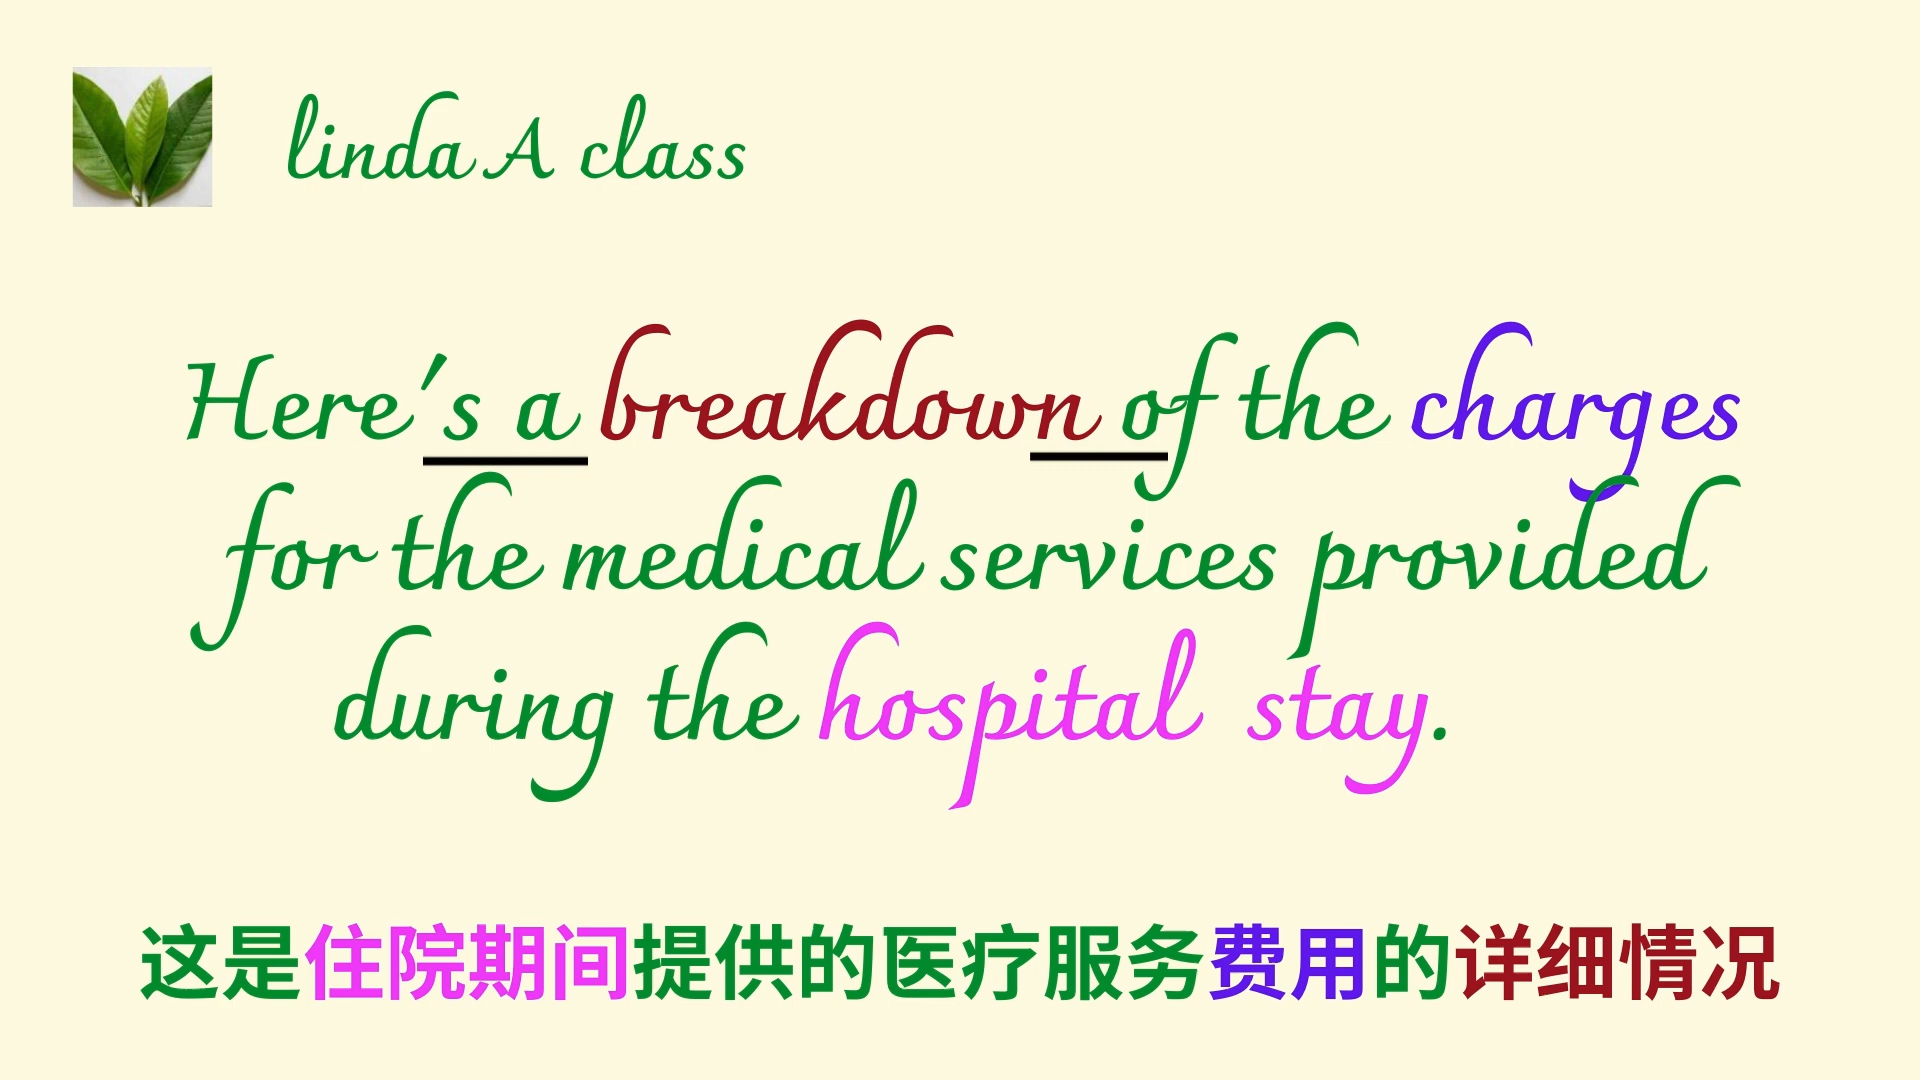 linda A class
Here's a breakdown of the charges
for the medical services provided
during the hospital stay.
这是住院期间提供的医疗服务费用的详细情况